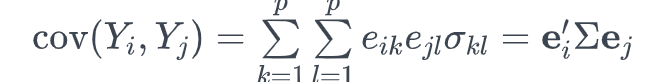 cov(Y_i, Y_j) = \sum_{k=1}^{p} \sum_{l=1}^{p} e_{ik} e_{jl} \sigma_{kl} = \mathbf{e}'_i \Sigma \mathbf{e}_j